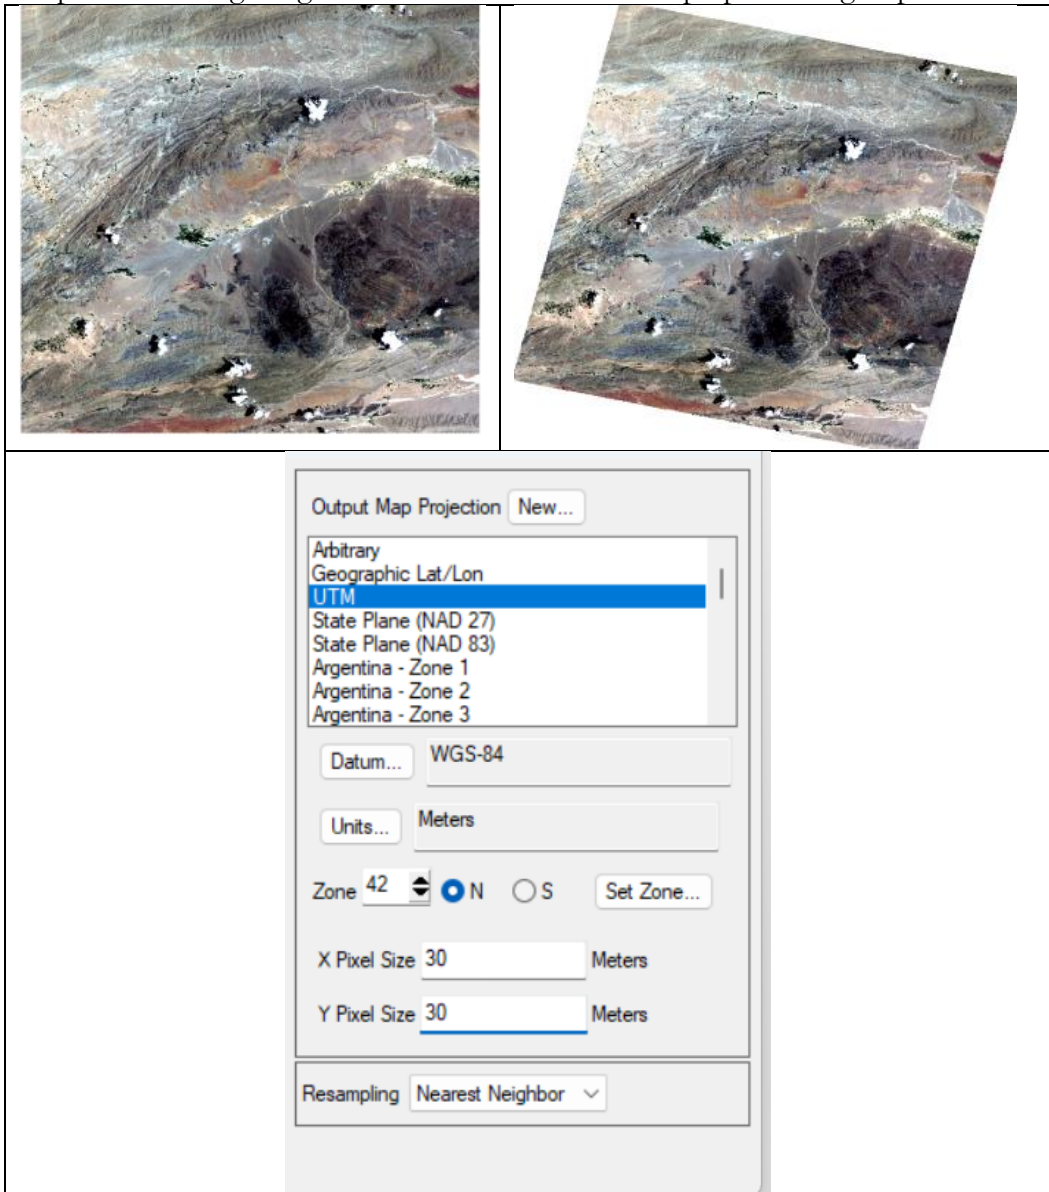 Output Map Projection New...
Arbitrary
Geographic Lat/Lon
UTM
State Plane (NAD 27)
State Plane (NAD 83)
Argentina - Zone 1
Argentina - Zone 2
Argentina - Zone 3
Datum... WGS-84
Units... Meters
Zone 42 N S Set Zone...
X Pixel Size 30 Meters
Y Pixel Size 30 Meters
Resampling Nearest Neighbor